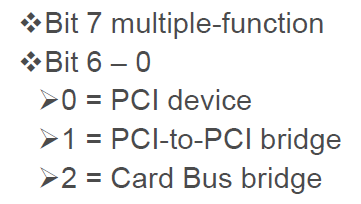 ❖Bit 7 multiple-function
❖Bit 6 – 0
➢0 = PCI device
➢1 = PCI-to-PCI bridge
➢2 = Card Bus bridge